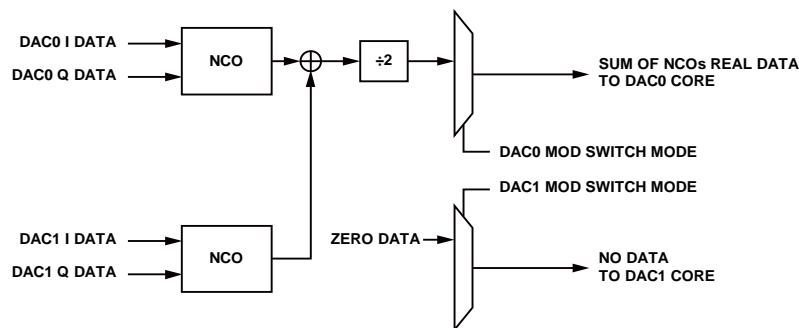 DAC0 I DATA
DAC0 Q DATA
NCO
÷2
SUM OF NCOs REAL DATA
TO DAC0 CORE
DAC0 MOD SWITCH MODE
DAC1 MOD SWITCH MODE
DAC1 I DATA
DAC1 Q DATA
NCO
ZERO DATA
NO DATA
TO DAC1 CORE